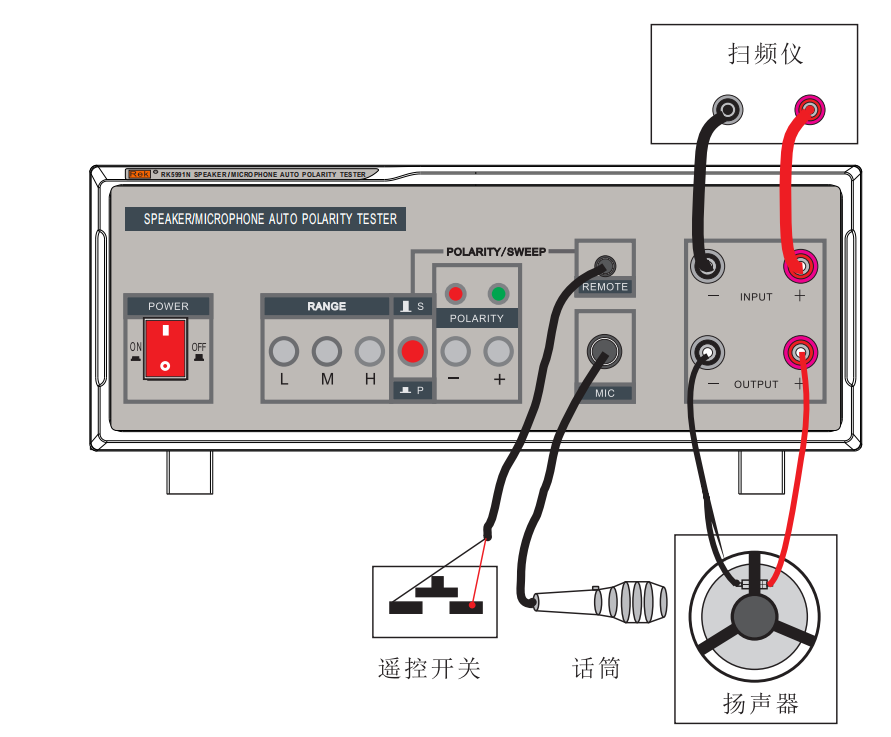 扫频仪
Rek ® RK5991N SPEAKER/MICROPHONE AUTO POLARITY TESTER
SPEAKER/MICROPHONE AUTO POLARITY TESTER
POLARITY/SWEEP
REMOTE
− INPUT +
POWER
RANGE
S
POLARITY
ON
OFF
L M H
− +
P
MIC
− OUTPUT +
遥控开关
话筒
扬声器